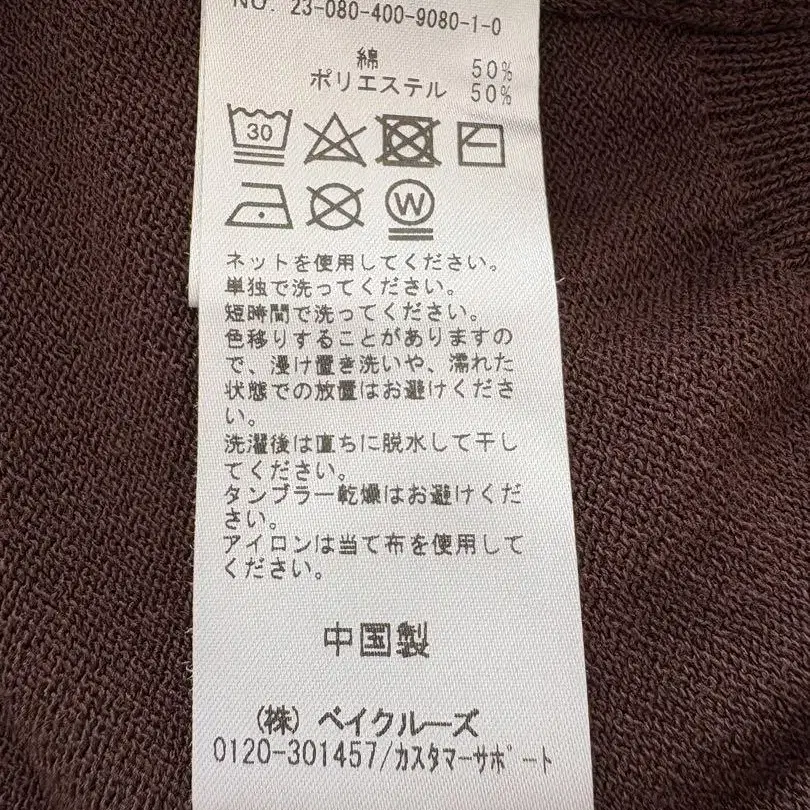 NO. 23-080-400-9080-1-0
綿 50%
ポリエステル 50%
30
W
ネットを使用してください。
単独で洗ってください。
短時間で洗ってください。
色移りすることがありますの
で、浸け置き洗いや、濡れた
状態での放置はお避けくださ
い。
洗濯後は直ちに脱水して干し
てください。
タンブラー乾燥はお避けくだ
さい。
アイロンは当て布を使用して
ください。
中国製
(株) ベイクルーズ
0120-301457/カスタマーサポート